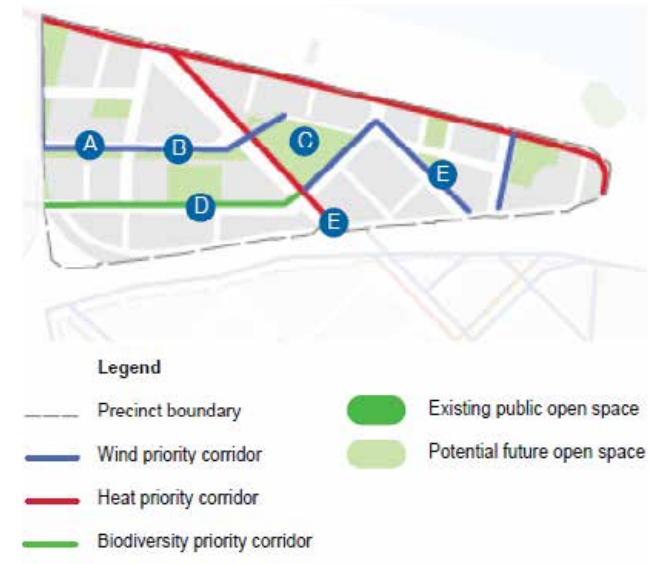 A
B
C
E
D
E
Legend
Precinct boundary
Wind priority corridor
Heat priority corridor
Biodiversity priority corridor
Existing public open space
Potential future open space